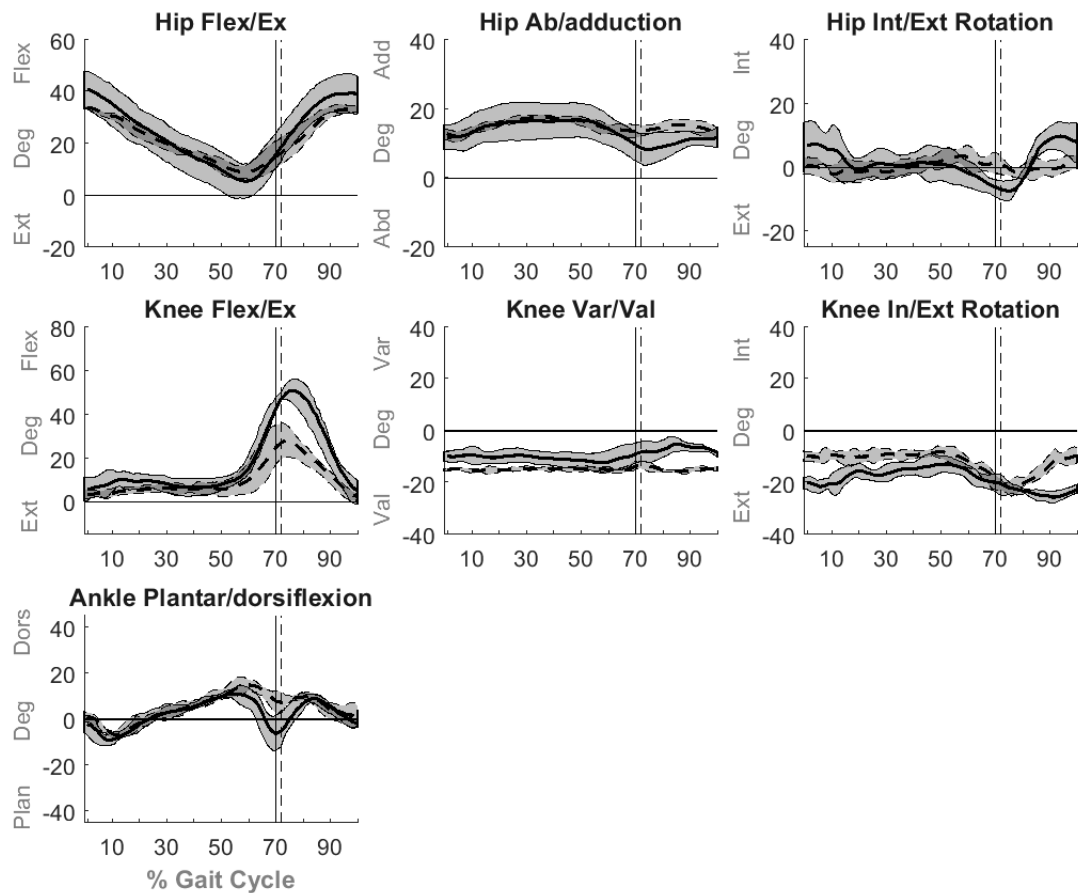 Hip Flex/Ex
Flex
Deg
Ext
60
40
20
0
-20
10 30 50 70 90
Hip Ab/adduction
Add
Deg
Abd
40
20
0
-20
10 30 50 70 90
Hip Int/Ext Rotation
Int
Deg
Ext
40
20
0
-20
10 30 50 70 90
Knee Flex/Ex
Flex
Deg
Ext
80
60
40
20
0
10 30 50 70 90
Knee Var/Val
Var
Deg
Val
40
20
0
-20
-40
10 30 50 70 90
Knee In/Ext Rotation
Int
Deg
Ext
40
20
0
-20
-40
10 30 50 70 90
Ankle Plantar/dorsiflexion
Dors
Deg
Plan
40
20
0
-20
-40
10 30 50 70 90
% Gait Cycle